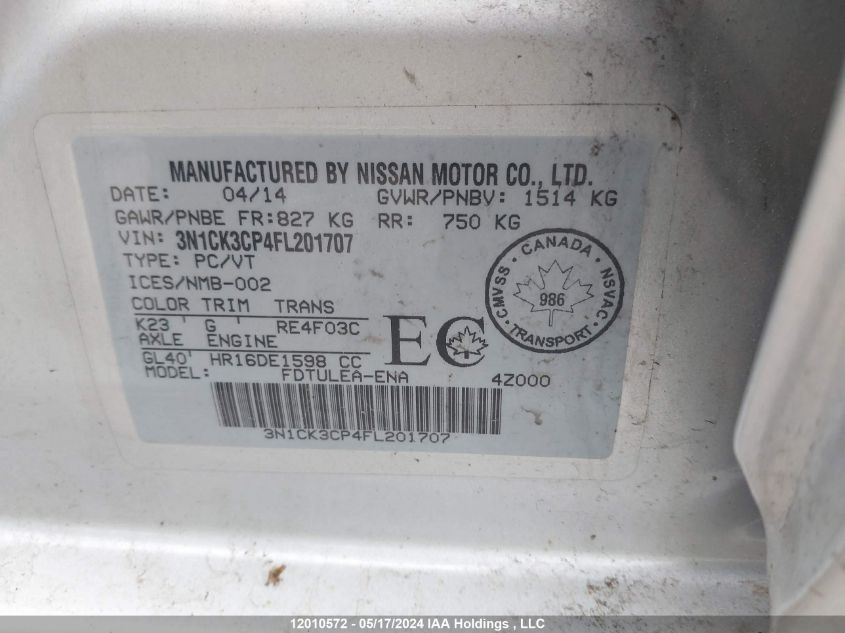 MANUFACTURED BY NISSAN MOTOR CO., LTD.
DATE: 04/14 GVWR/PNBV: 1514 KG
GAWR/PNBE FR:827 KG RR: 750 KG
VIN: 3N1CK3CP4FL201707
TYPE: PC/VT
ICES/NMB-002
COLOR TRIM TRANS
K23 ' G ' RE4F03C
AXLE ENGINE
GL40' HR16DE1598 CC
MODEL: FDTULEA-ENA 4Z000
EC
CANADA
CMVSS NSVAC
986
TRANSPORT
3N1CK3CP4FL201707
12010572 - 05/17/2024 IAA Holdings , LLC